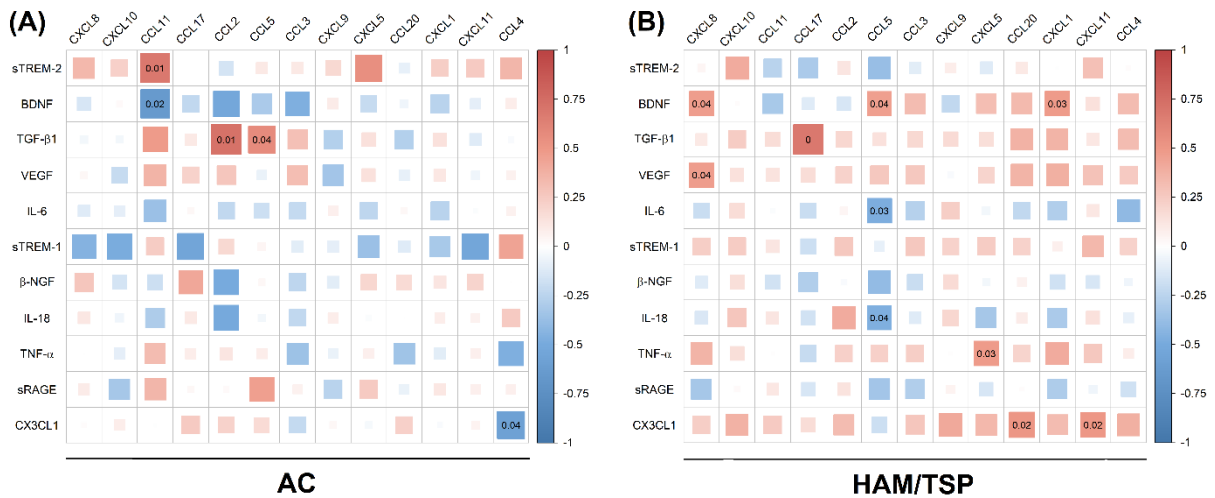 (A)
CXCL8 CXCL10 CCL11 CCL17 CCL2 CCL5 CCL3 CXCL9 CXCL5 CCL20 CXCL1 CXCL11 CCL4
sTREM-2 0.01
BDNF 0.02
TGF-β1 0.01 0.04
VEGF
IL-6
sTREM-1
β-NGF
IL-18
TNF-α
sRAGE
CX3CL1 0.04
1
0.75
0.5
0.25
0
-0.25
-0.5
-0.75
-1
AC
(B)
CXCL8 CXCL10 CCL11 CCL17 CCL2 CCL5 CCL3 CXCL9 CXCL5 CCL20 CXCL1 CXCL11 CCL4
sTREM-2
BDNF 0.04 0.04 0.03
TGF-β1 0
VEGF 0.04
IL-6 0.03
sTREM-1
β-NGF
IL-18 0.04
TNF-α 0.03
sRAGE
CX3CL1 0.02 0.02
1
0.75
0.5
0.25
0
-0.25
-0.5
-0.75
-1
HAM/TSP